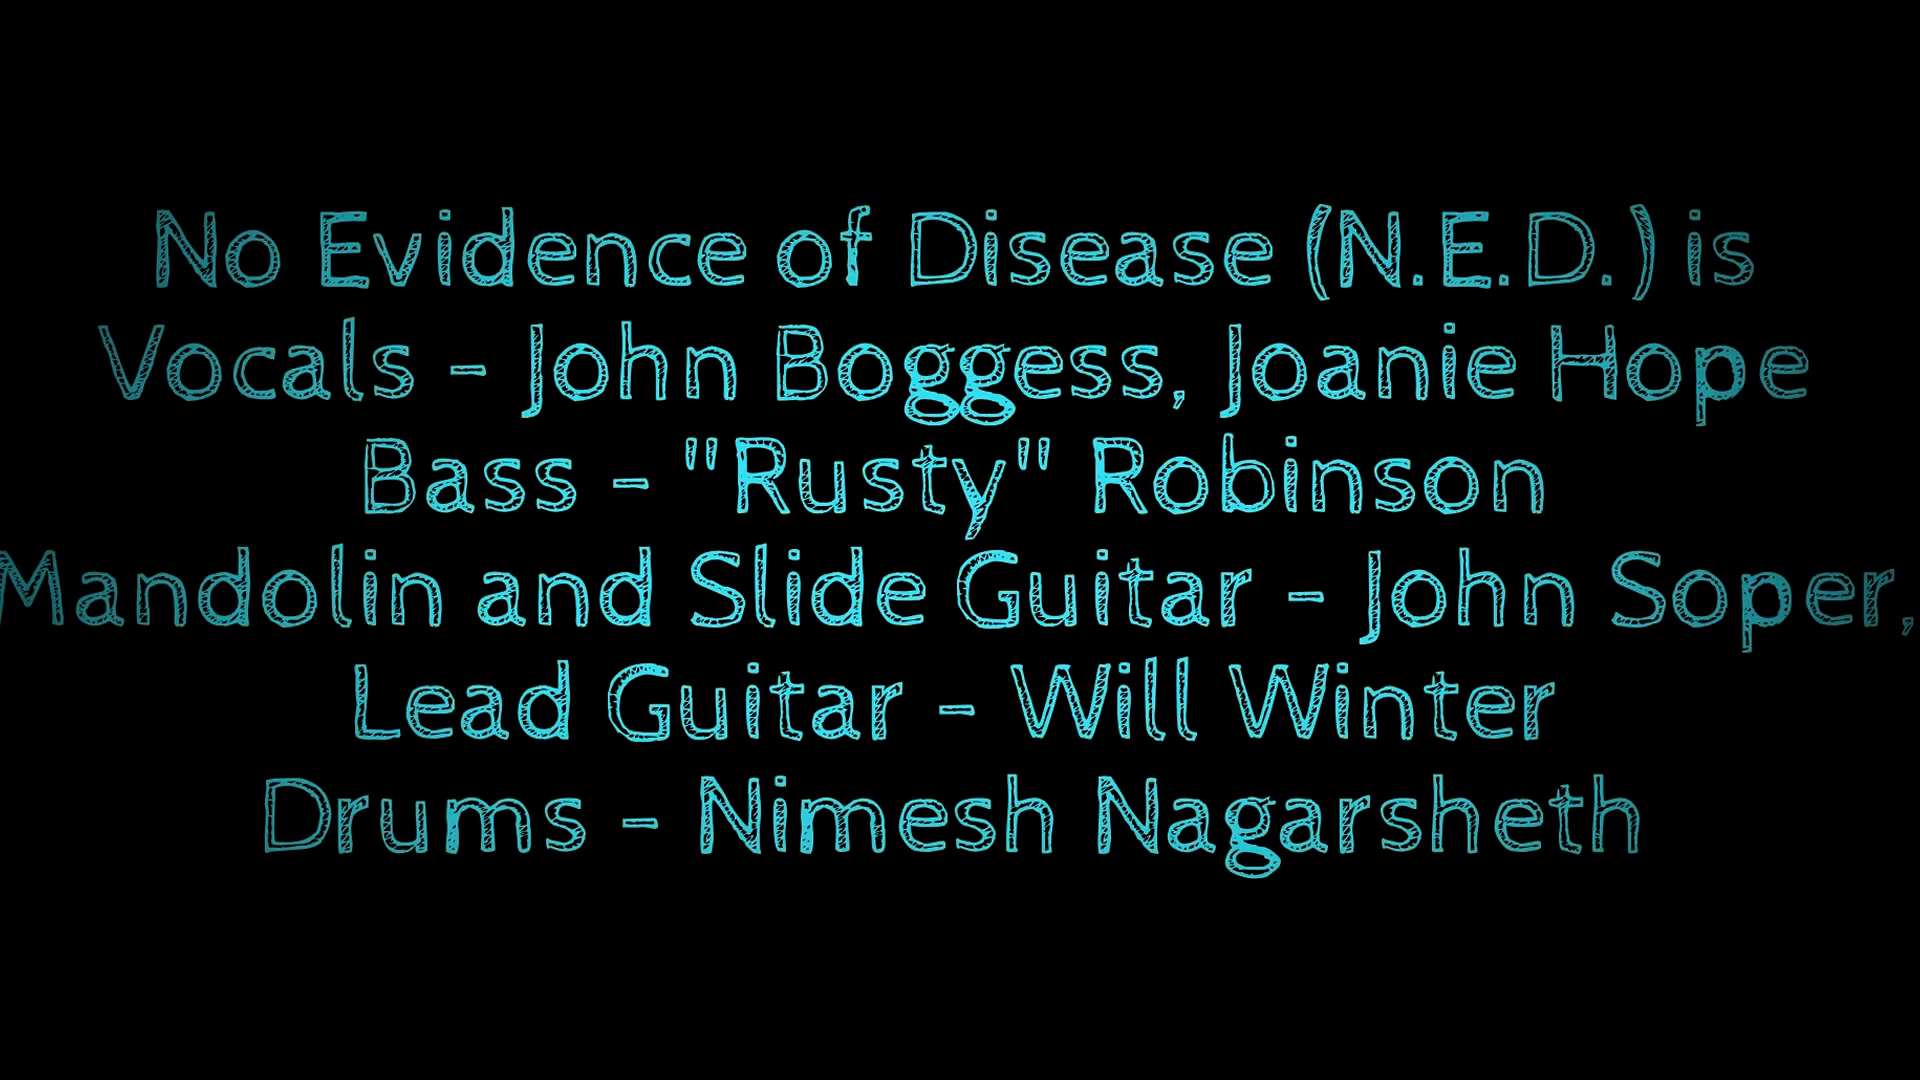 No Evidence of Disease (N.E.D.) is
Vocals - John Boggess, Joanie Hope
Bass - "Rusty" Robinson
Mandolin and Slide Guitar - John Soper,
Lead Guitar - Will Winter
Drums - Nimesh Nagarsheth